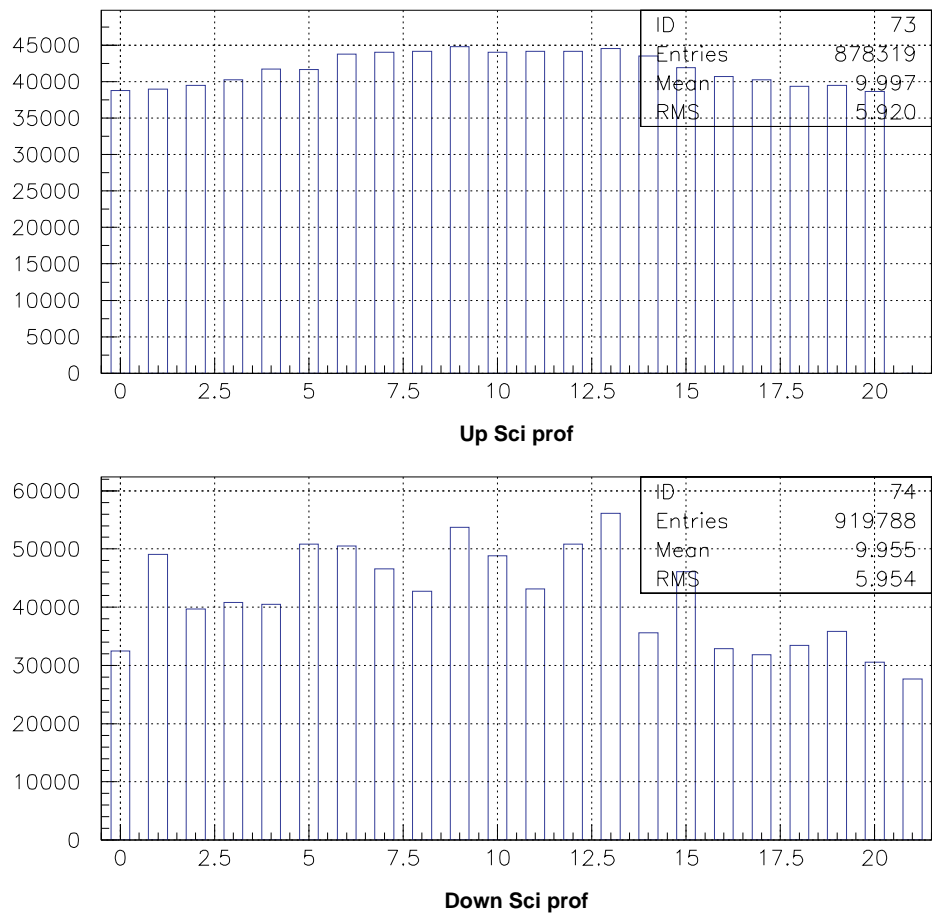 ID 73
45000
Entries 878319
40000
Mean 9.997
35000
RMS 5.920
30000
25000
20000
15000
10000
5000
0
0 2.5 5 7.5 10 12.5 15 17.5 20
Up Sci prof
60000
ID 74
Entries 919788
50000
Mean 9.955
40000
RMS 5.954
30000
20000
10000
0
0 2.5 5 7.5 10 12.5 15 17.5 20
Down Sci prof